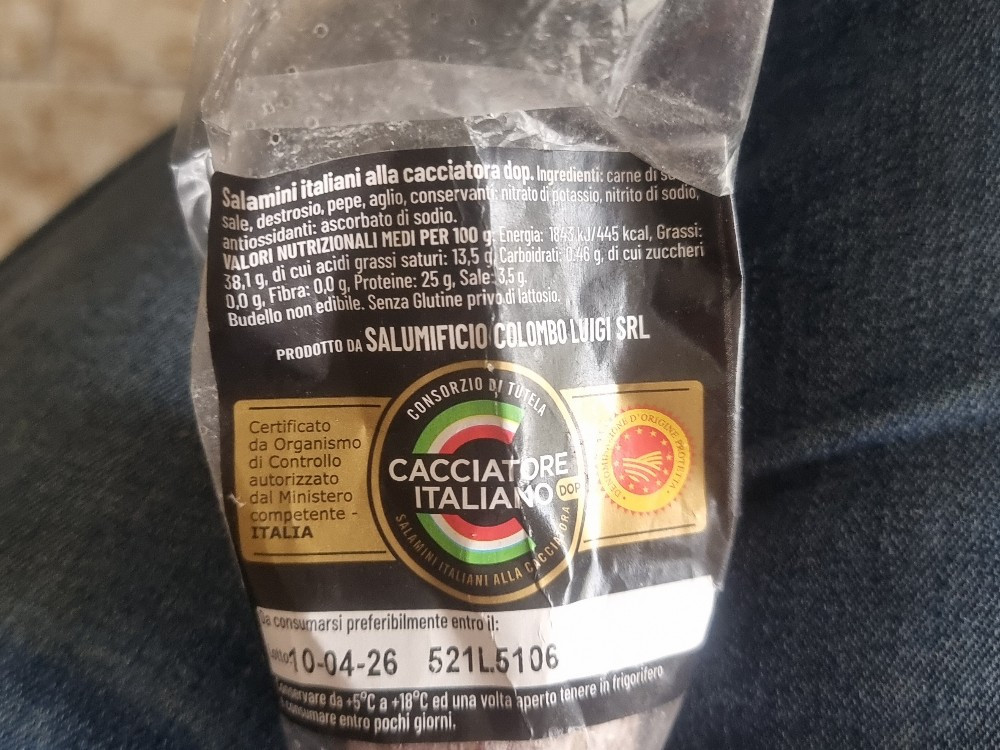 Salamini italiani alla cacciatora dop. Ingredienti: carne di
sale, destrosio, pepe, aglio, conservanti: nitrato di potassio, nitrito di sodio,
antiossidanti: ascorbato di sodio.
VALORI NUTRIZIONALI MEDI PER 100 g: Energia: 1843 kJ/445 kcal, Grassi:
38,1 g, di cui acidi grassi saturi: 13,5 g, Carboidrati: 0,46 g, di cui zuccheri
0,0 g, Fibra: 0,0 g, Proteine: 25 g, Sale: 3,5 g.
Budello non edibile. Senza Glutine privo di lattosio.
PRODOTTO DA SALUMIFICIO COLOMBO LUIGI SRL
Certificato
da Organismo
di Controllo
autorizzato
dal Ministero
competente -
ITALIA
CONSORZIO DI TUTELA
CACCIATORE
ITALIANO DOP
SALAMINI ITALIANI ALLA CACCIATORA
DENOMINAZIONE D'ORIGINE PROTETTA
Da consumarsi preferibilmente entro il:
Lotto: 10-04-26 521L.5106
Conservare da +5°C a +18°C ed una volta aperto tenere in frigorifero
consumare entro pochi giorni.